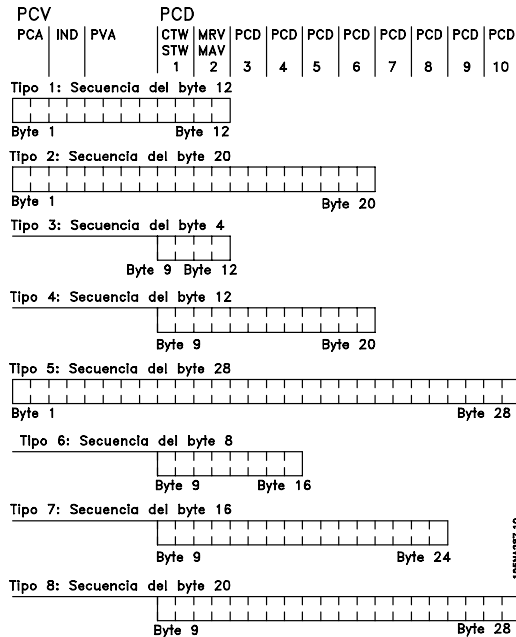 PCV PCD
PCA IND PVA CTW MRV PCD PCD PCD PCD PCD PCD PCD PCD
STW MAV
1 2 3 4 5 6 7 8 9 10
Tipo 1: Secuencia del byte 12
Byte 1 Byte 12
Tipo 2: Secuencia del byte 20
Byte 1 Byte 20
Tipo 3: Secuencia del byte 4
Byte 9 Byte 12
Tipo 4: Secuencia del byte 12
Byte 9 Byte 20
Tipo 5: Secuencia del byte 28
Byte 1 Byte 28
Tipo 6: Secuencia del byte 8
Byte 9 Byte 16
Tipo 7: Secuencia del byte 16
Byte 9 Byte 24
Tipo 8: Secuencia del byte 20
Byte 9 Byte 28